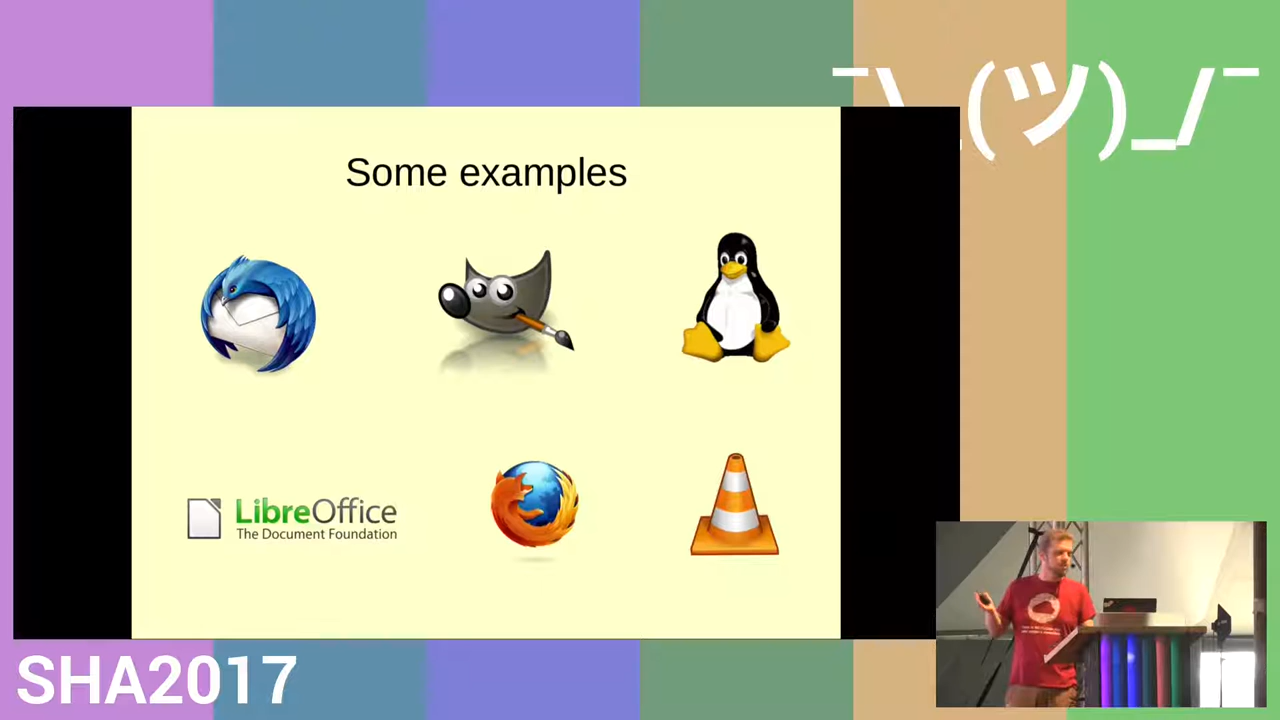 ¯\_(ツ)_/¯
Some examples
LibreOffice
The Document Foundation
SHA2017